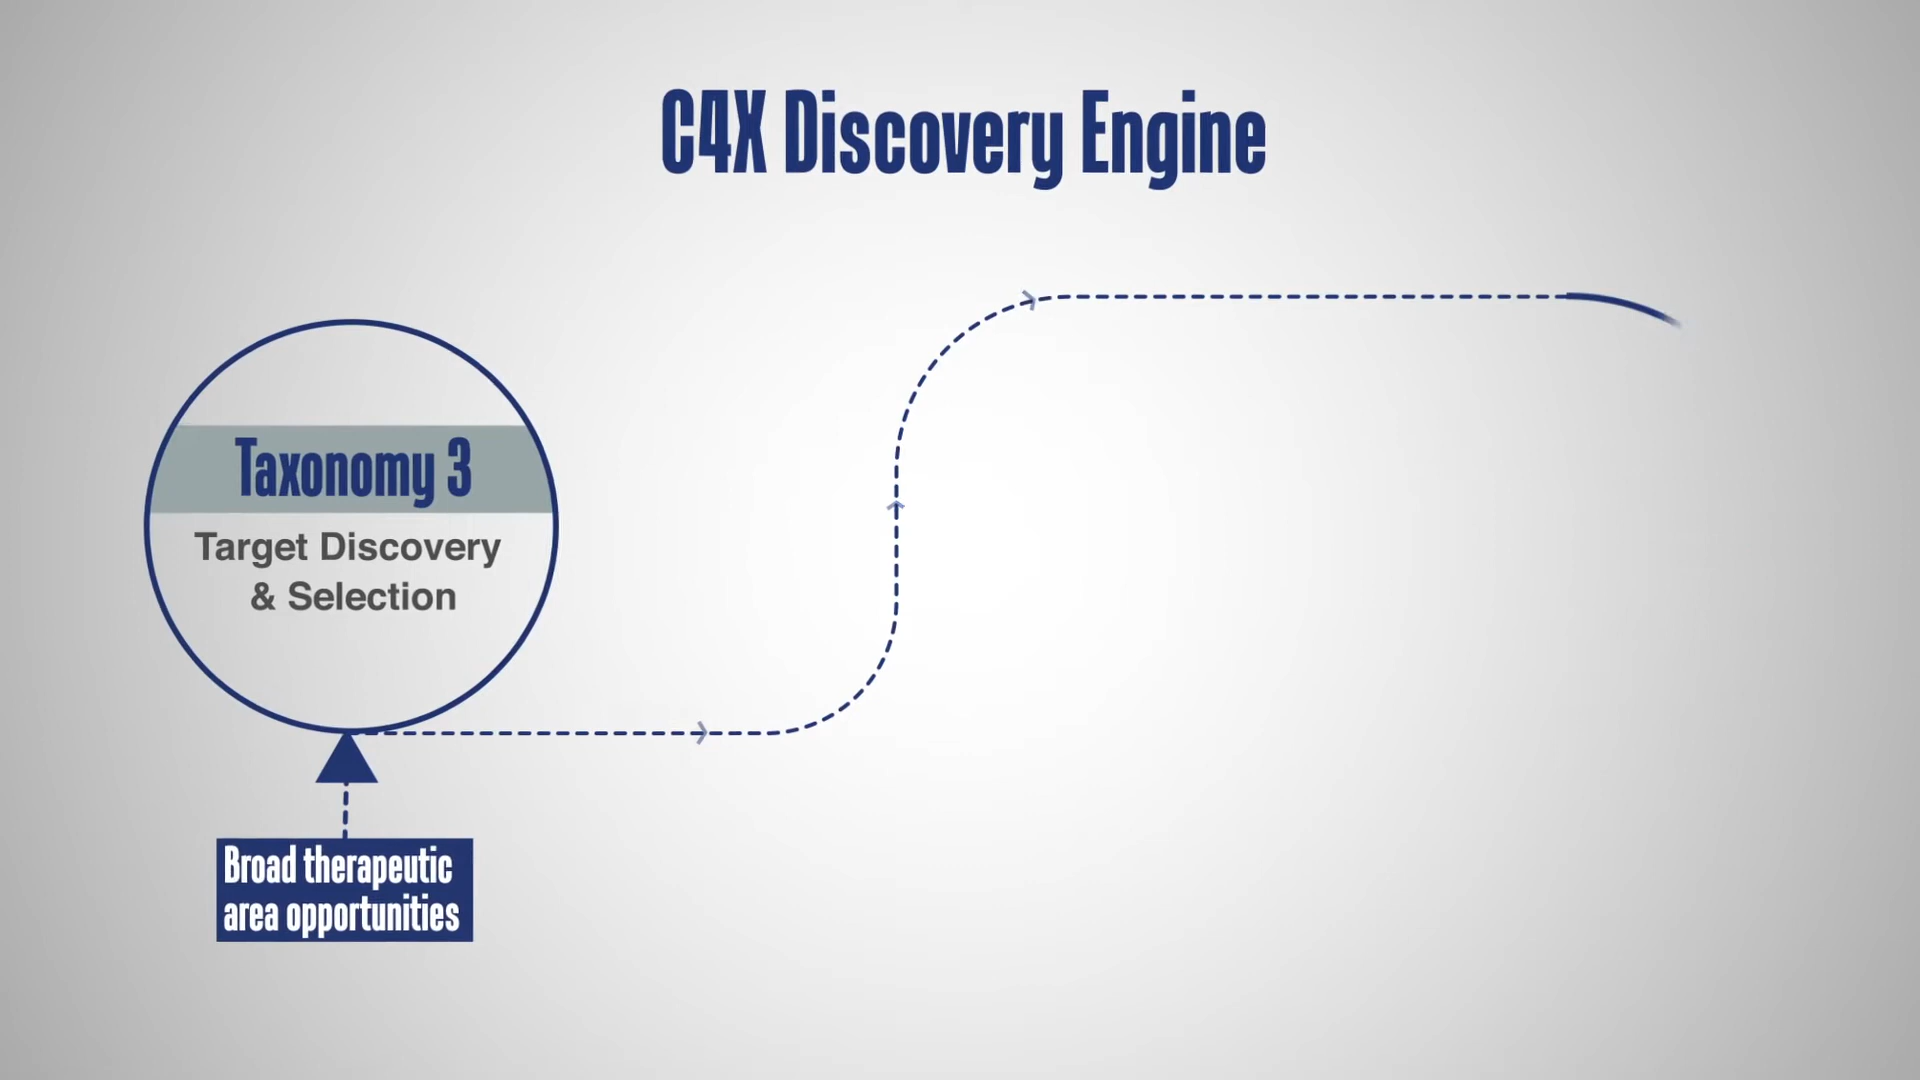 C4X Discovery Engine
Taxonomy 3
Target Discovery
& Selection
Broad therapeutic
area opportunities